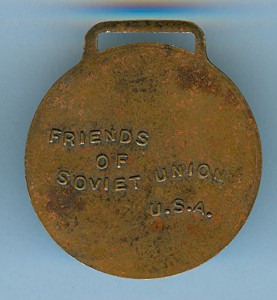 FRIENDS
OF
SOVIET UNION
U.S.A.